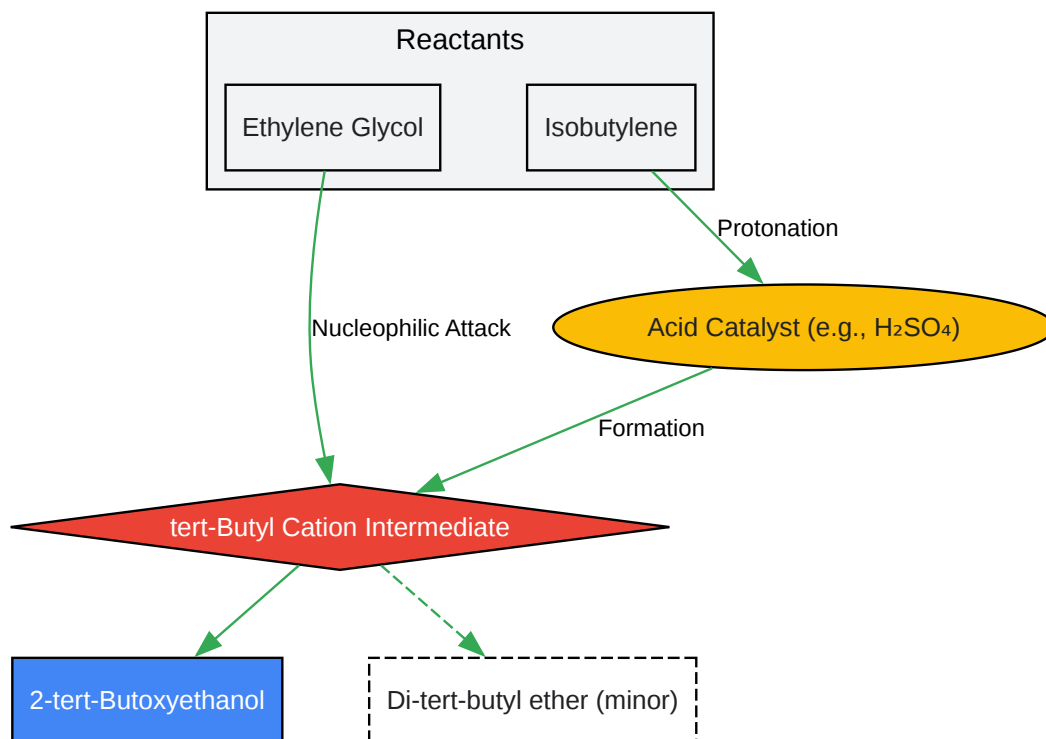 Reactants
Ethylene Glycol
Isobutylene
Protonation
Nucleophilic Attack
Acid Catalyst (e.g., H₂SO₄)
Formation
tert-Butyl Cation Intermediate
2-tert-Butoxyethanol
Di-tert-butyl ether (minor)